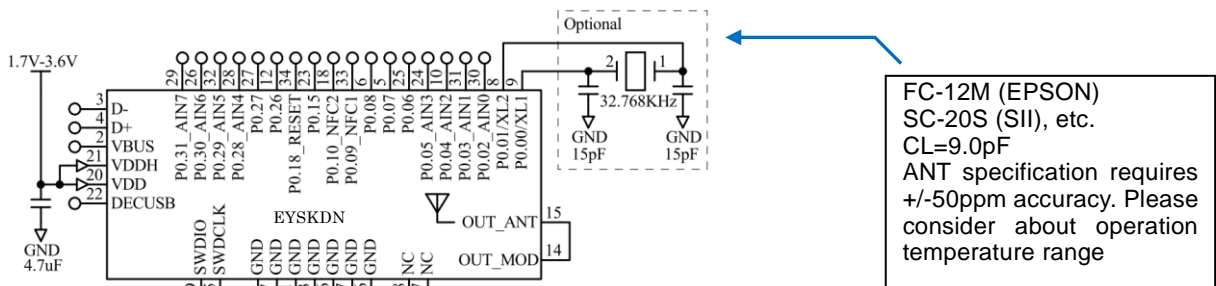 Optional
1.7V-3.6V
29
26
32
28
27
12
34
23
18
33
6
5
25
24
10
31
30
8
9
2
1
32.768KHz
GND
15pF
GND
15pF
3
D-
4
D+
2
VBUS
21
VDDH
20
VDD
22
DECUSB
GND
4.7uF
P0.31_AIN7
P0.30_AIN6
P0.29_AIN5
P0.28_AIN4
P0.27
P0.26
P0.18_RESET
P0.15
P0.10_NFC2
P0.09_NFC1
P0.08
P0.07
P0.06
P0.05_AIN3
P0.04_AIN2
P0.03_AIN1
P0.02_AIN0
P0.01/XL2
P0.00/XL1
EYSKDN
OUT_ANT
15
OUT_MOD
14
SWDIO
SWDCLK
GND
GND
GND
GND
GND
GND
GND
NC
NC
FC-12M (EPSON)
SC-20S (SII), etc.
CL=9.0pF
ANT specification requires
+/-50ppm accuracy. Please
consider about operation
temperature range